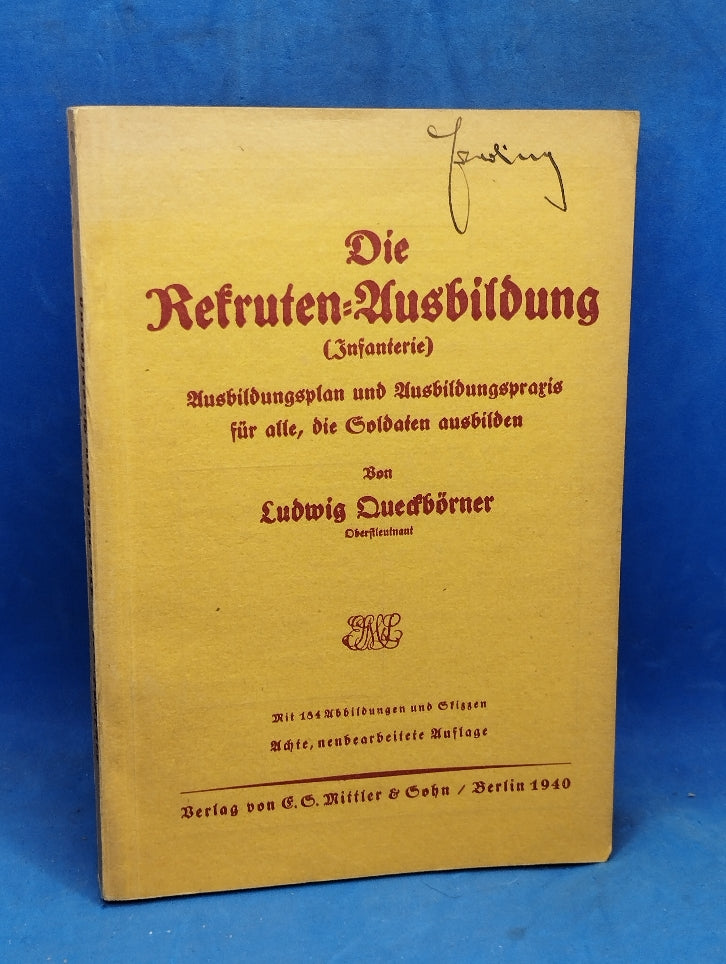 Die
Rekruten-Ausbildung
(Infanterie)
Ausbildungsplan und Ausbildungspraxis
für alle, die Soldaten ausbilden
Von
Ludwig Queckbörner
Oberstleutnant
Mit 184 Abbildungen und Skizzen
Achte, neubearbeitete Auflage
Verlag von E. S. Mittler & Sohn / Berlin 1940